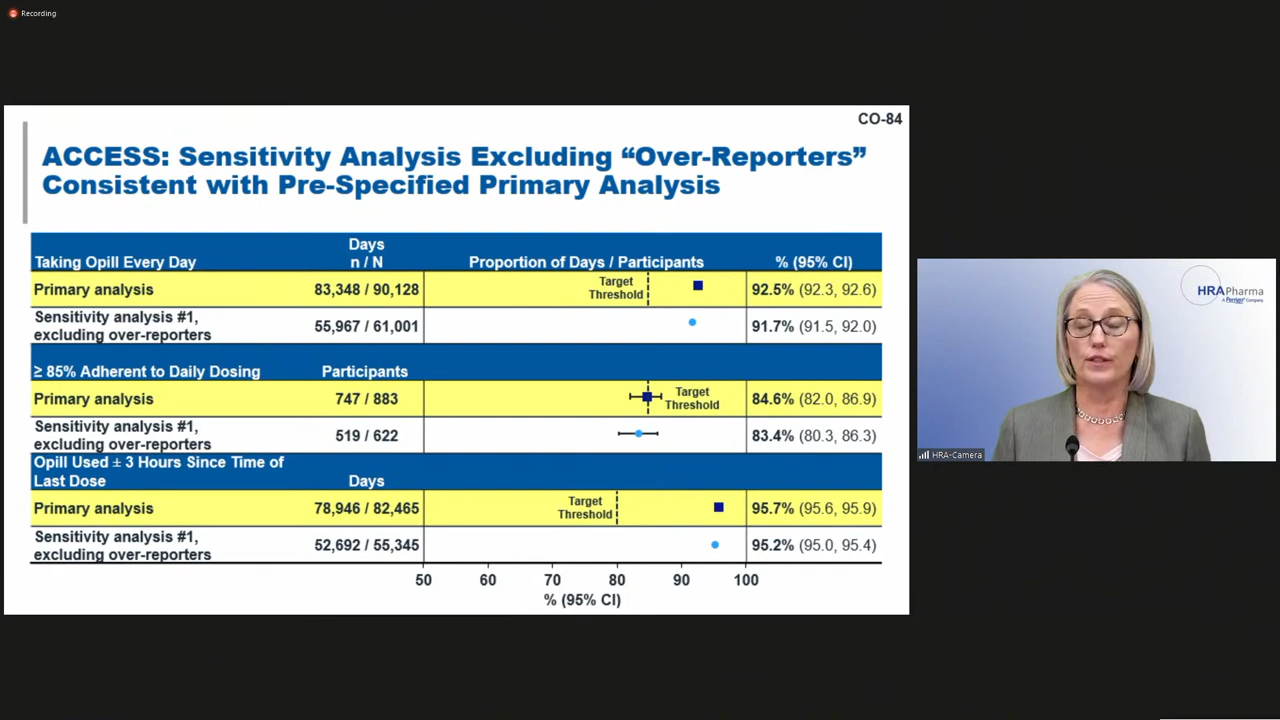 Recording
CO-84
ACCESS: Sensitivity Analysis Excluding “Over-Reporters”
Consistent with Pre-Specified Primary Analysis
Taking Opill Every Day
Days
n / N
Proportion of Days / Participants
% (95% CI)
Primary analysis
83,348 / 90,128
Target
Threshold
92.5% (92.3, 92.6)
Sensitivity analysis #1,
excluding over-reporters
55,967 / 61,001
91.7% (91.5, 92.0)
≥ 85% Adherent to Daily Dosing
Participants
Primary analysis
747 / 883
Target
Threshold
84.6% (82.0, 86.9)
Sensitivity analysis #1,
excluding over-reporters
519 / 622
83.4% (80.3, 86.3)
Opill Used ± 3 Hours Since Time of
Last Dose
Days
Primary analysis
78,946 / 82,465
Target
Threshold
95.7% (95.6, 95.9)
Sensitivity analysis #1,
excluding over-reporters
52,692 / 55,345
95.2% (95.0, 95.4)
50 60 70 80 90 100
% (95% CI)
HRA Pharma
A Perrigo Company
HRA-Camera